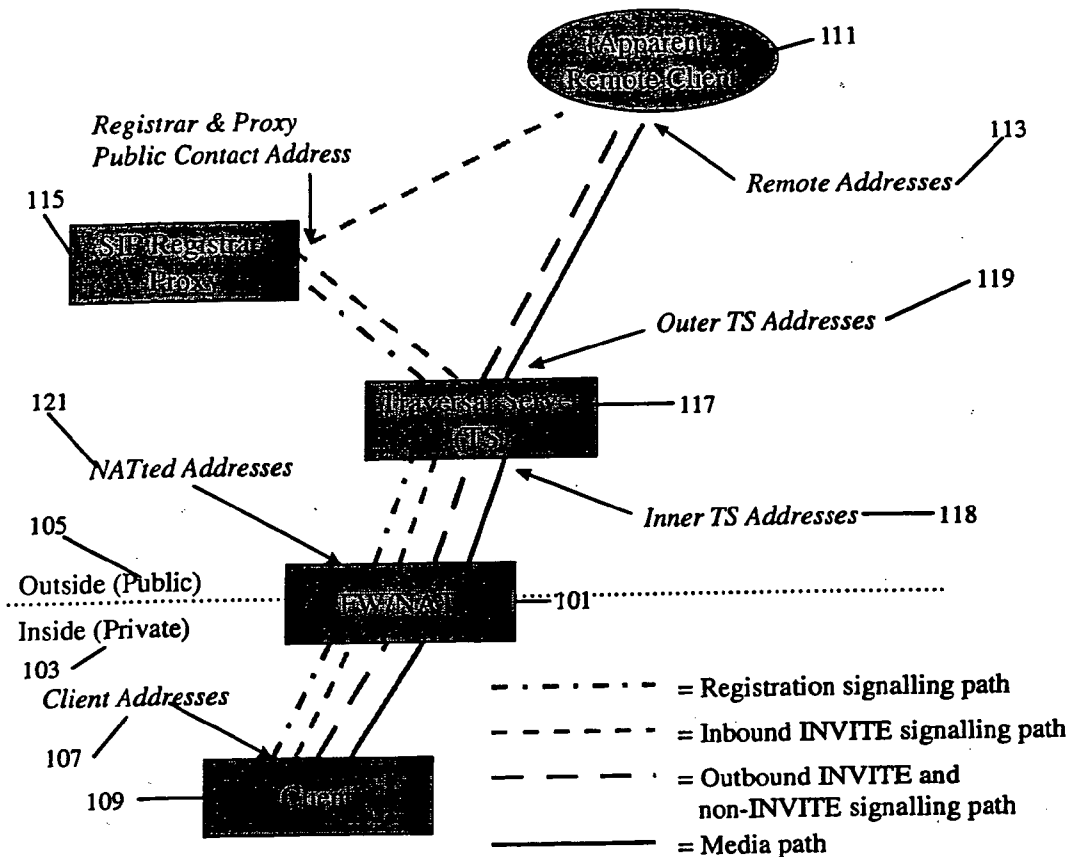 (Apparent)
Remote Client
111
Registrar & Proxy
Public Contact Address
113
Remote Addresses
115
SIP Registrar
Proxy
119
Outer TS Addresses
Traversal Serve
(TS)
117
121
NATted Addresses
Inner TS Addresses
118
105
Outside (Public)
FW/NAT
101
Inside (Private)
103
Client Addresses
107
= Registration signalling path
= Inbound INVITE signalling path
= Outbound INVITE and
non-INVITE signalling path
= Media path
109
Client